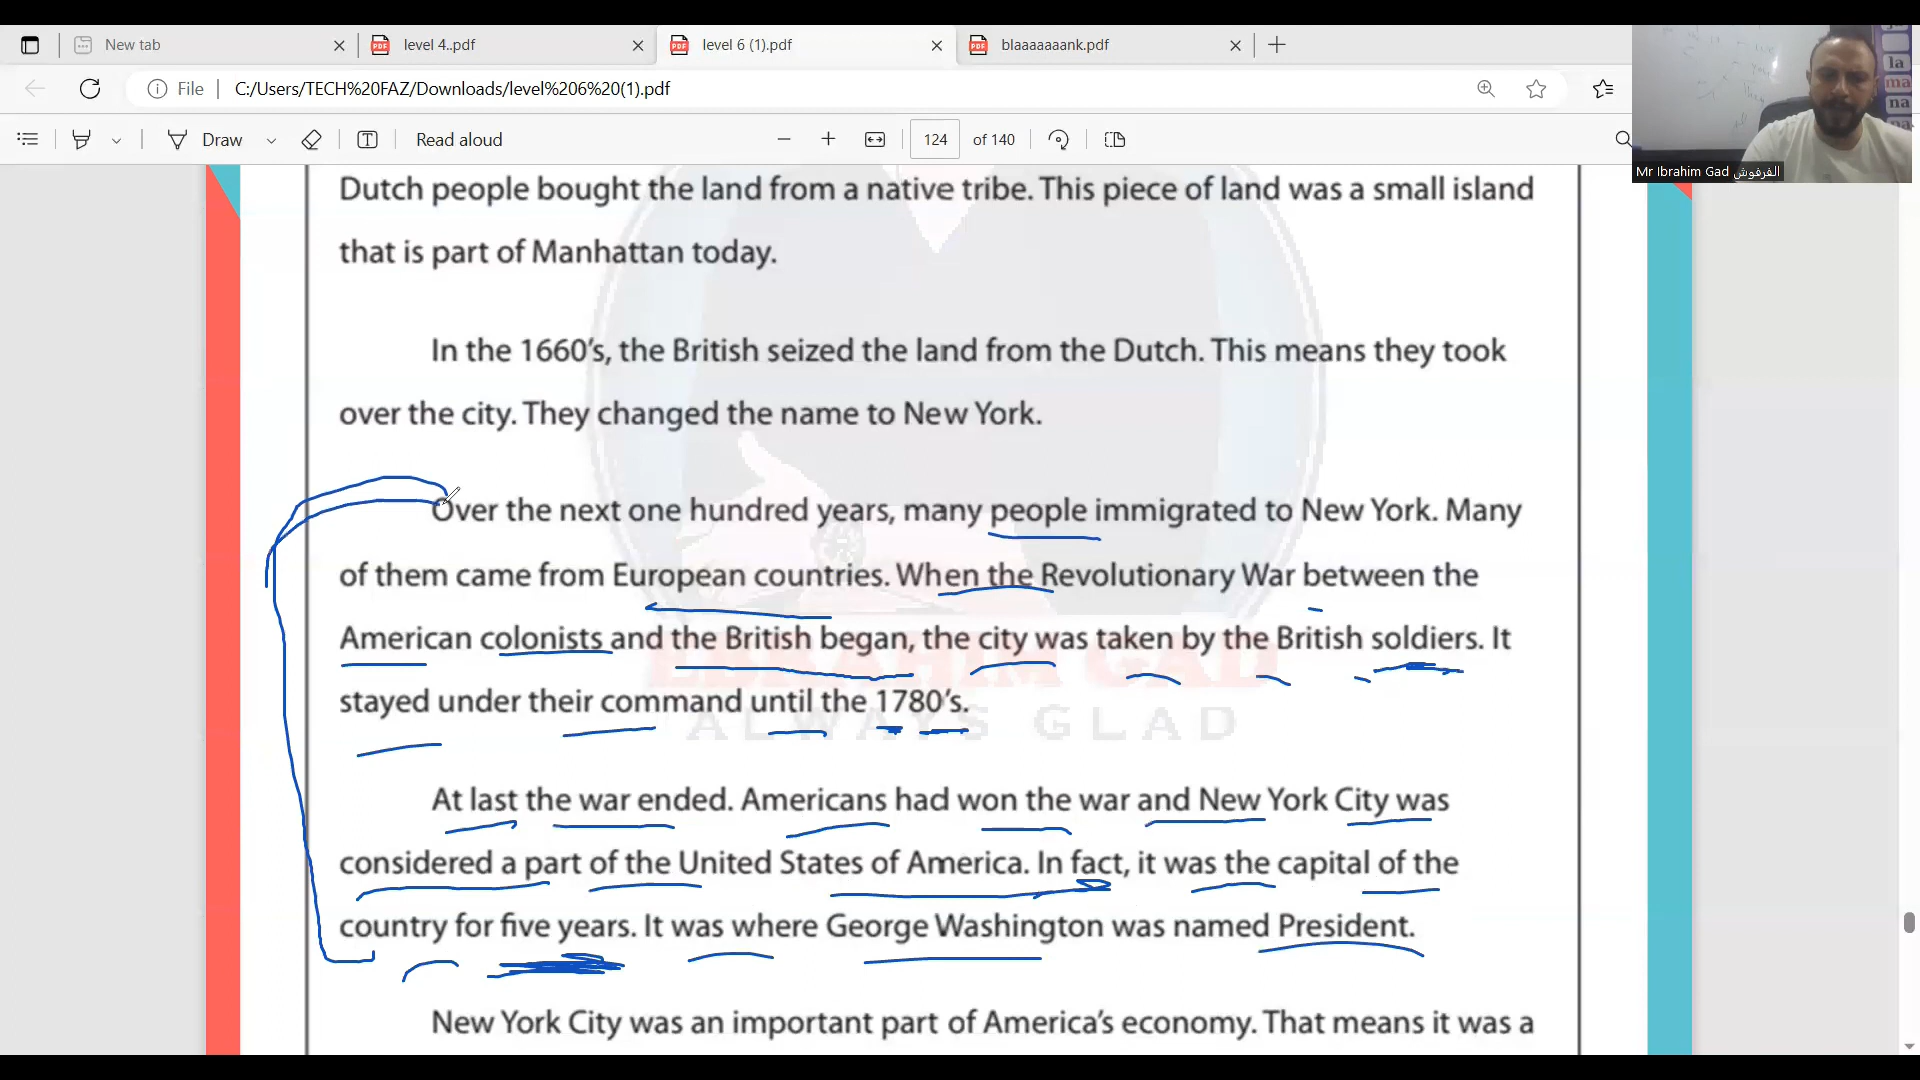 New tab
level 4..pdf
level 6 (1).pdf
blaaaaaaank.pdf
File
C:/Users/TECH%20FAZ/Downloads/level%206%20(1).pdf
Draw
Read aloud
124
of 140
la
ma
na
Mr Ibrahim Gad الفرفوش
Dutch people bought the land from a native tribe. This piece of land was a small island
that is part of Manhattan today.
In the 1660's, the British seized the land from the Dutch. This means they took
over the city. They changed the name to New York.
Over the next one hundred years, many people immigrated to New York. Many
of them came from European countries. When the Revolutionary War between the
American colonists and the British began, the city was taken by the British soldiers. It
stayed under their command until the 1780's.
EBRAHIM GAD
ALWAYS GLAD
At last the war ended. Americans had won the war and New York City was
considered a part of the United States of America. In fact, it was the capital of the
country for five years. It was where George Washington was named President.
New York City was an important part of America's economy. That means it was a